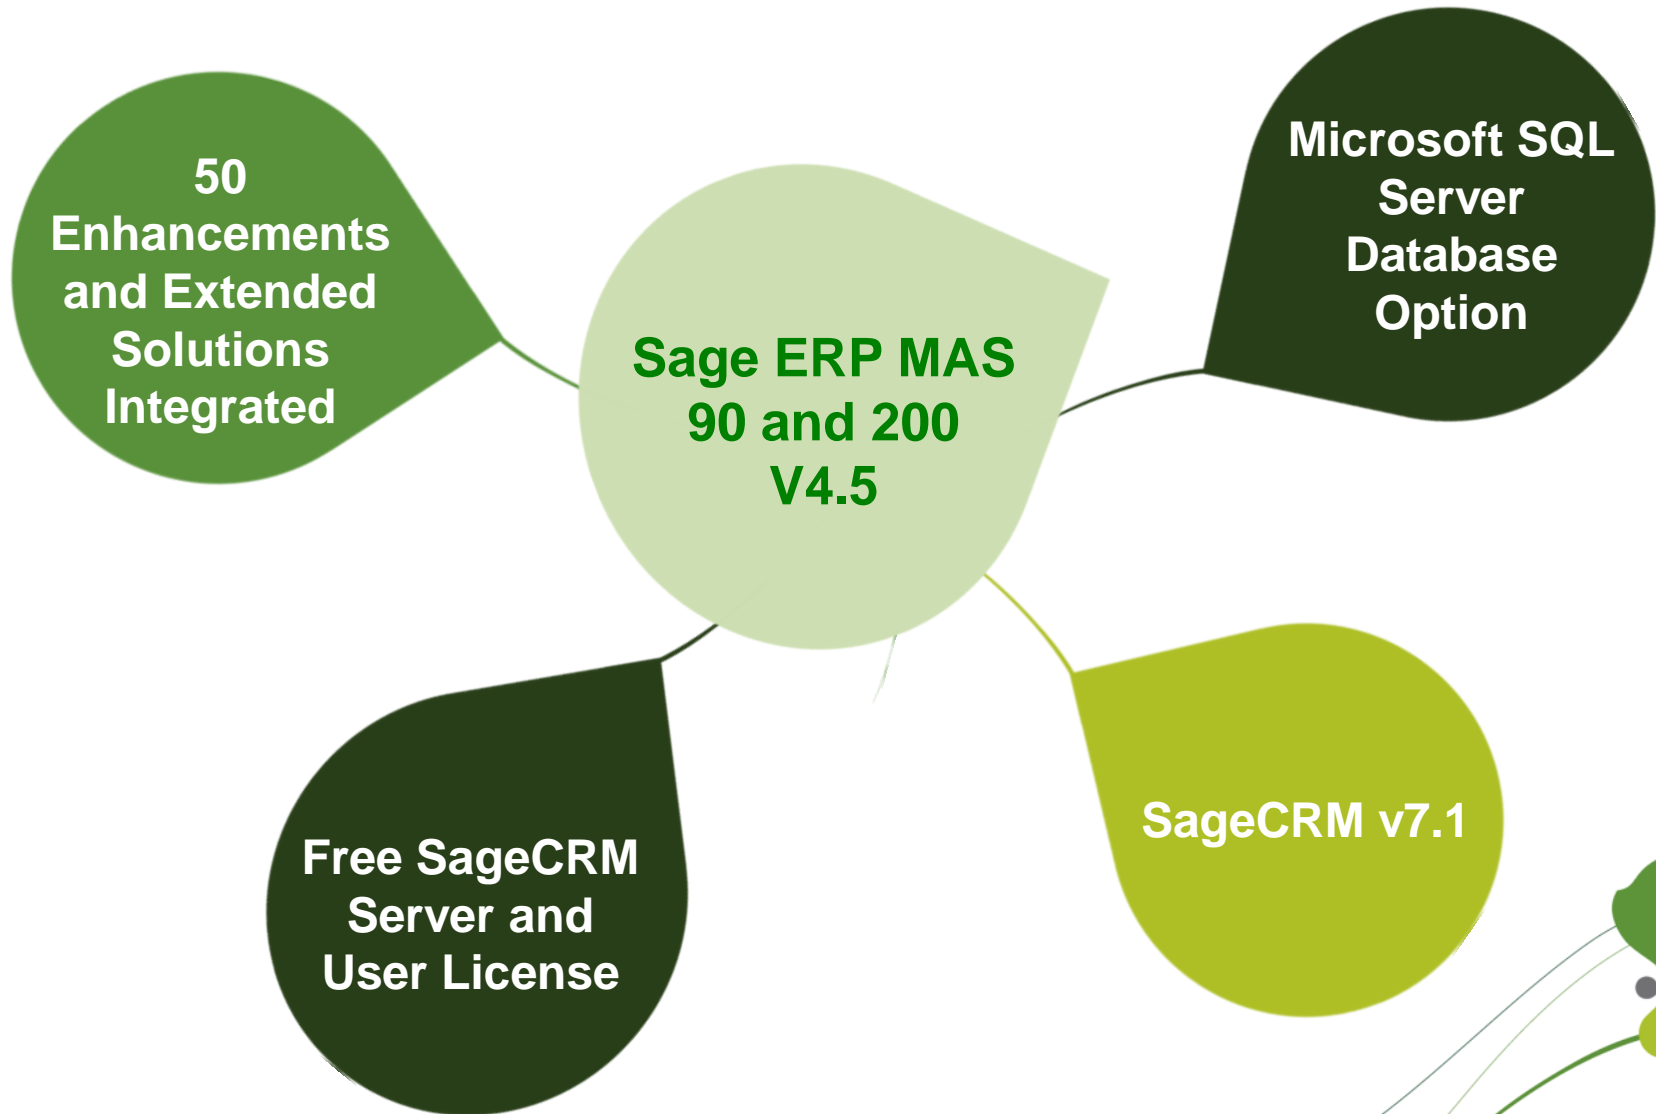 50
Enhancements
and Extended
Solutions
Integrated
Microsoft SQL
Server
Database
Option
Sage ERP MAS
90 and 200
V4.5
Free SageCRM
Server and
User License
SageCRM v7.1